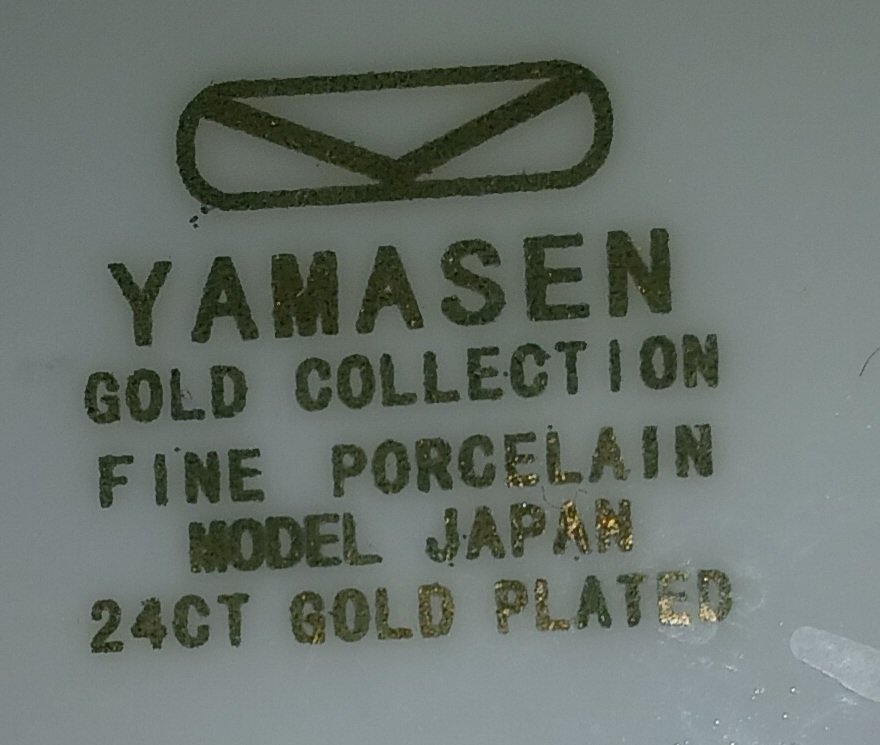 YAMASEN
GOLD COLLECTION
FINE PORCELAIN
MODEL JAPAN
24CT GOLD PLATED